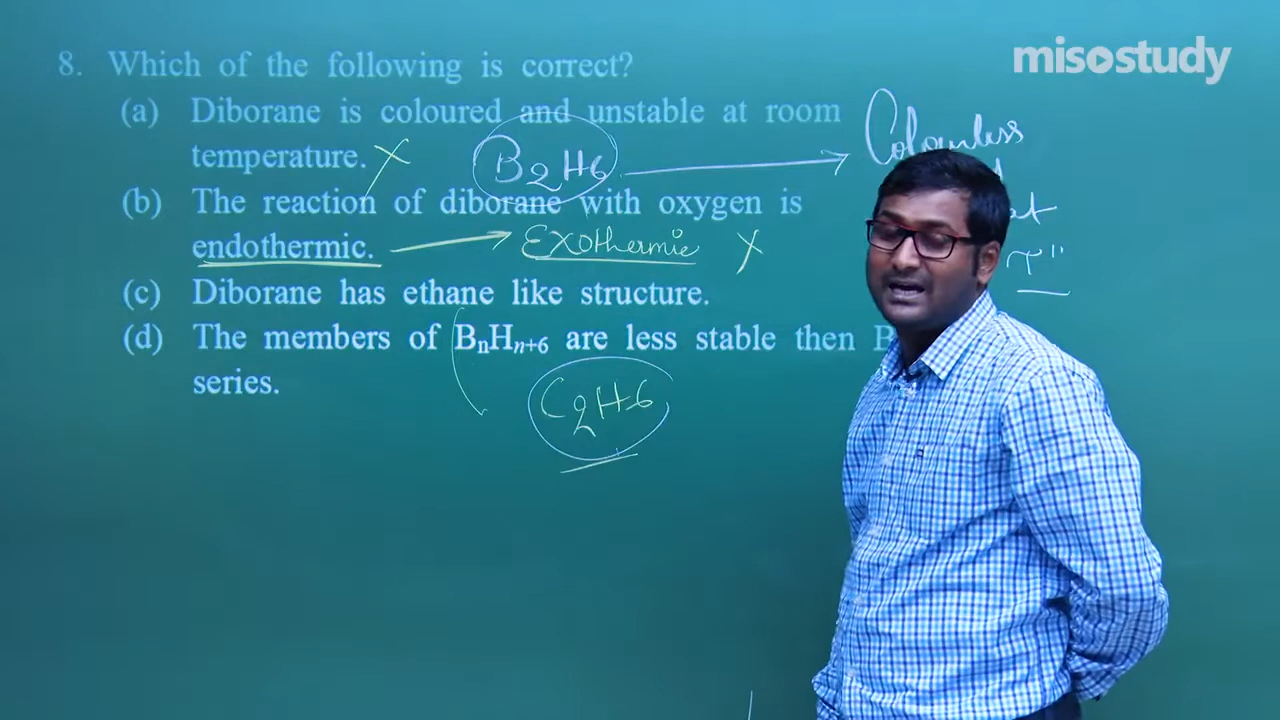 misostudy
8. Which of the following is correct?
(a) Diborane is coloured and unstable at room
temperature. X
B2H6
Colourless
(b) The reaction of diborane with oxygen is
endothermic. Exothermic X
T"
(c) Diborane has ethane like structure.
(d) The members of BnHn+6 are less stable then B
series.
C2H6